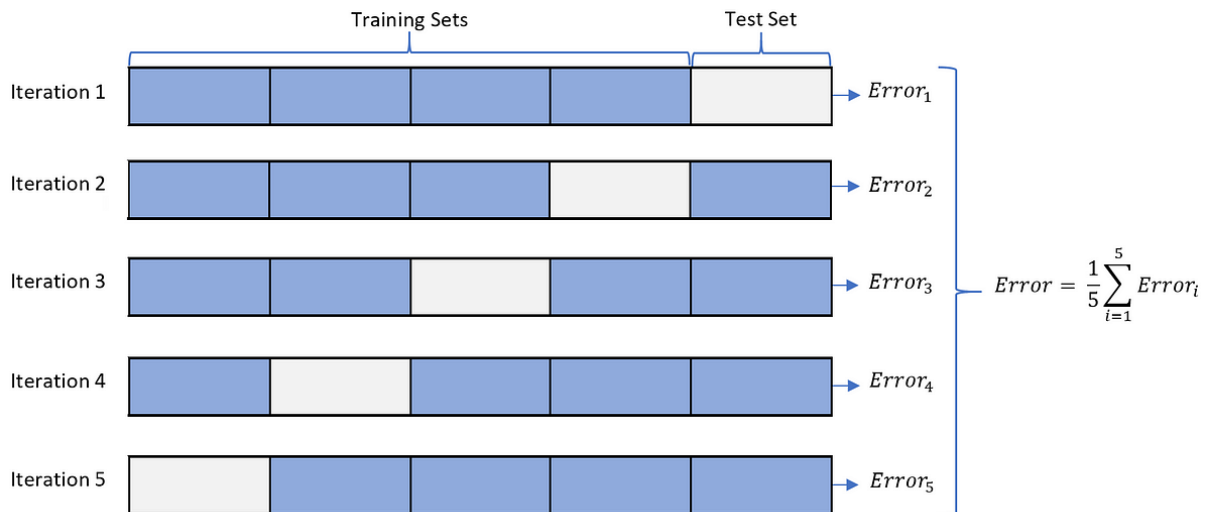 Training Sets Test Set
Iteration 1 Error₁
Iteration 2 Error₂
Iteration 3 Error₃
Error = 1/5 ∑⁵ᵢ₌₁ Errorᵢ
Iteration 4 Error₄
Iteration 5 Error₅